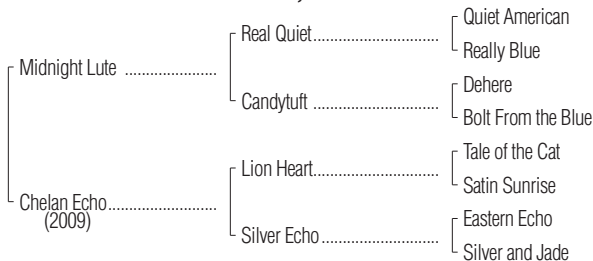 Quiet American
Real Quiet......................
Really Blue
Midnight Lute ......................
Dehere
Candytuft ......................
Bolt From the Blue
Tale of the Cat
Lion Heart......................
Satin Sunrise
Chelan Echo......................
(2009)
Eastern Echo
Silver Echo ......................
Silver and Jade